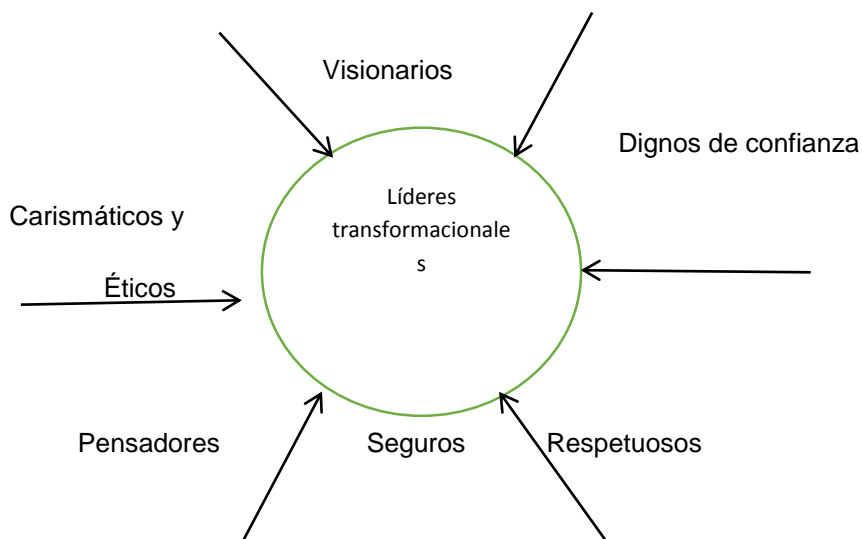 Visionarios
Dignos de confianza
Líderes
transformacionale
s
Carismáticos y
Éticos
Pensadores
Seguros
Respetuosos